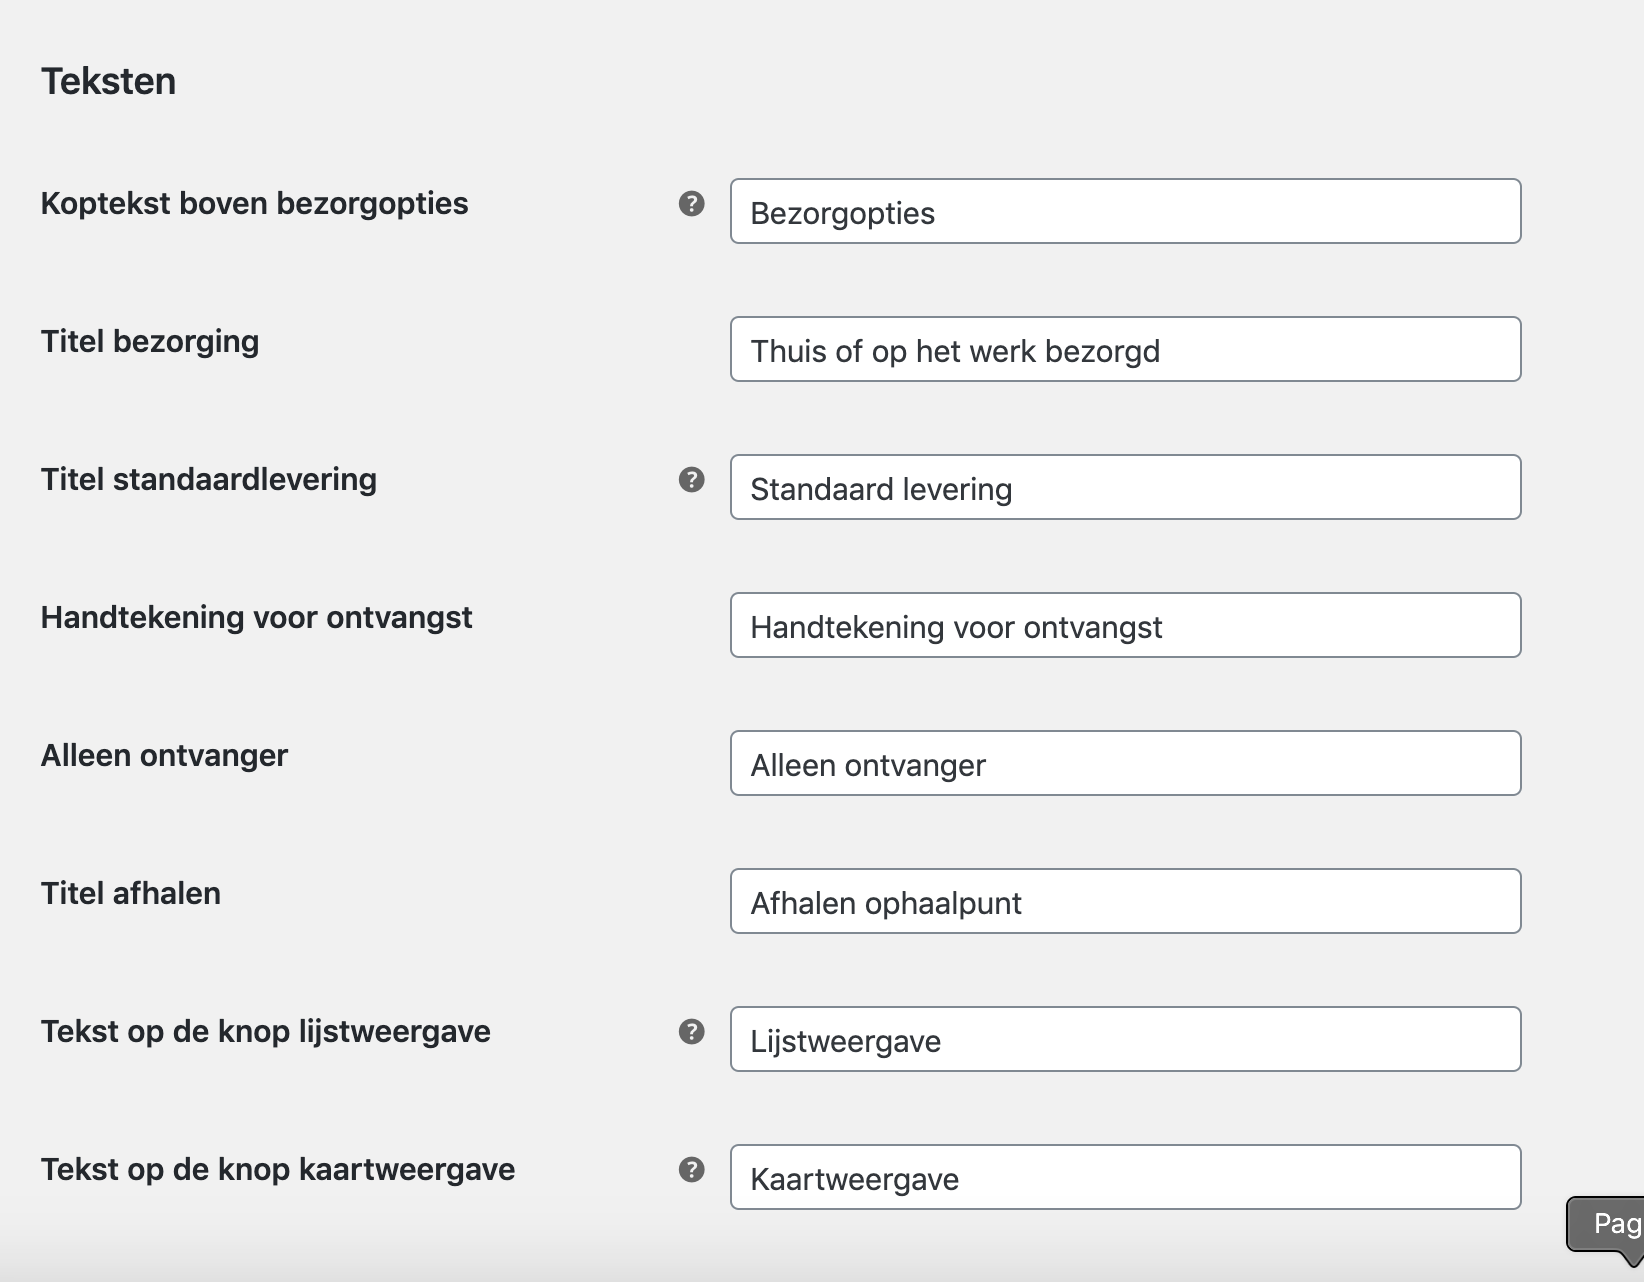 Teksten
Koptekst boven bezorgopties
Bezorgopties
Titel bezorging
Thuis of op het werk bezorgd
Titel standaardlevering
Standaard levering
Handtekening voor ontvangst
Handtekening voor ontvangst
Alleen ontvanger
Alleen ontvanger
Titel afhalen
Afhalen ophaalpunt
Tekst op de knop lijstweergave
Lijstweergave
Tekst op de knop kaartweergave
Kaartweergave
Pag